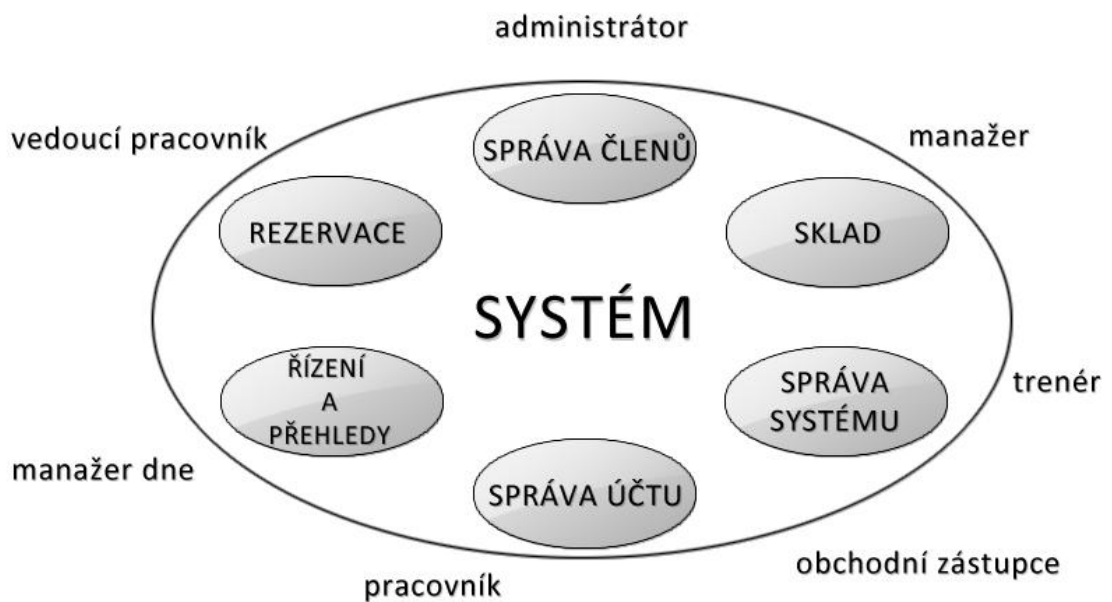 administrátor
vedoucí pracovník
manažer
SPRÁVA ČLENŮ
REZERVACE
SKLAD
SYSTÉM
ŘÍZENÍ
A
PŘEHLEDY
SPRÁVA
SYSTÉMU
trenér
manažer dne
SPRÁVA ÚČTU
obchodní zástupce
pracovník